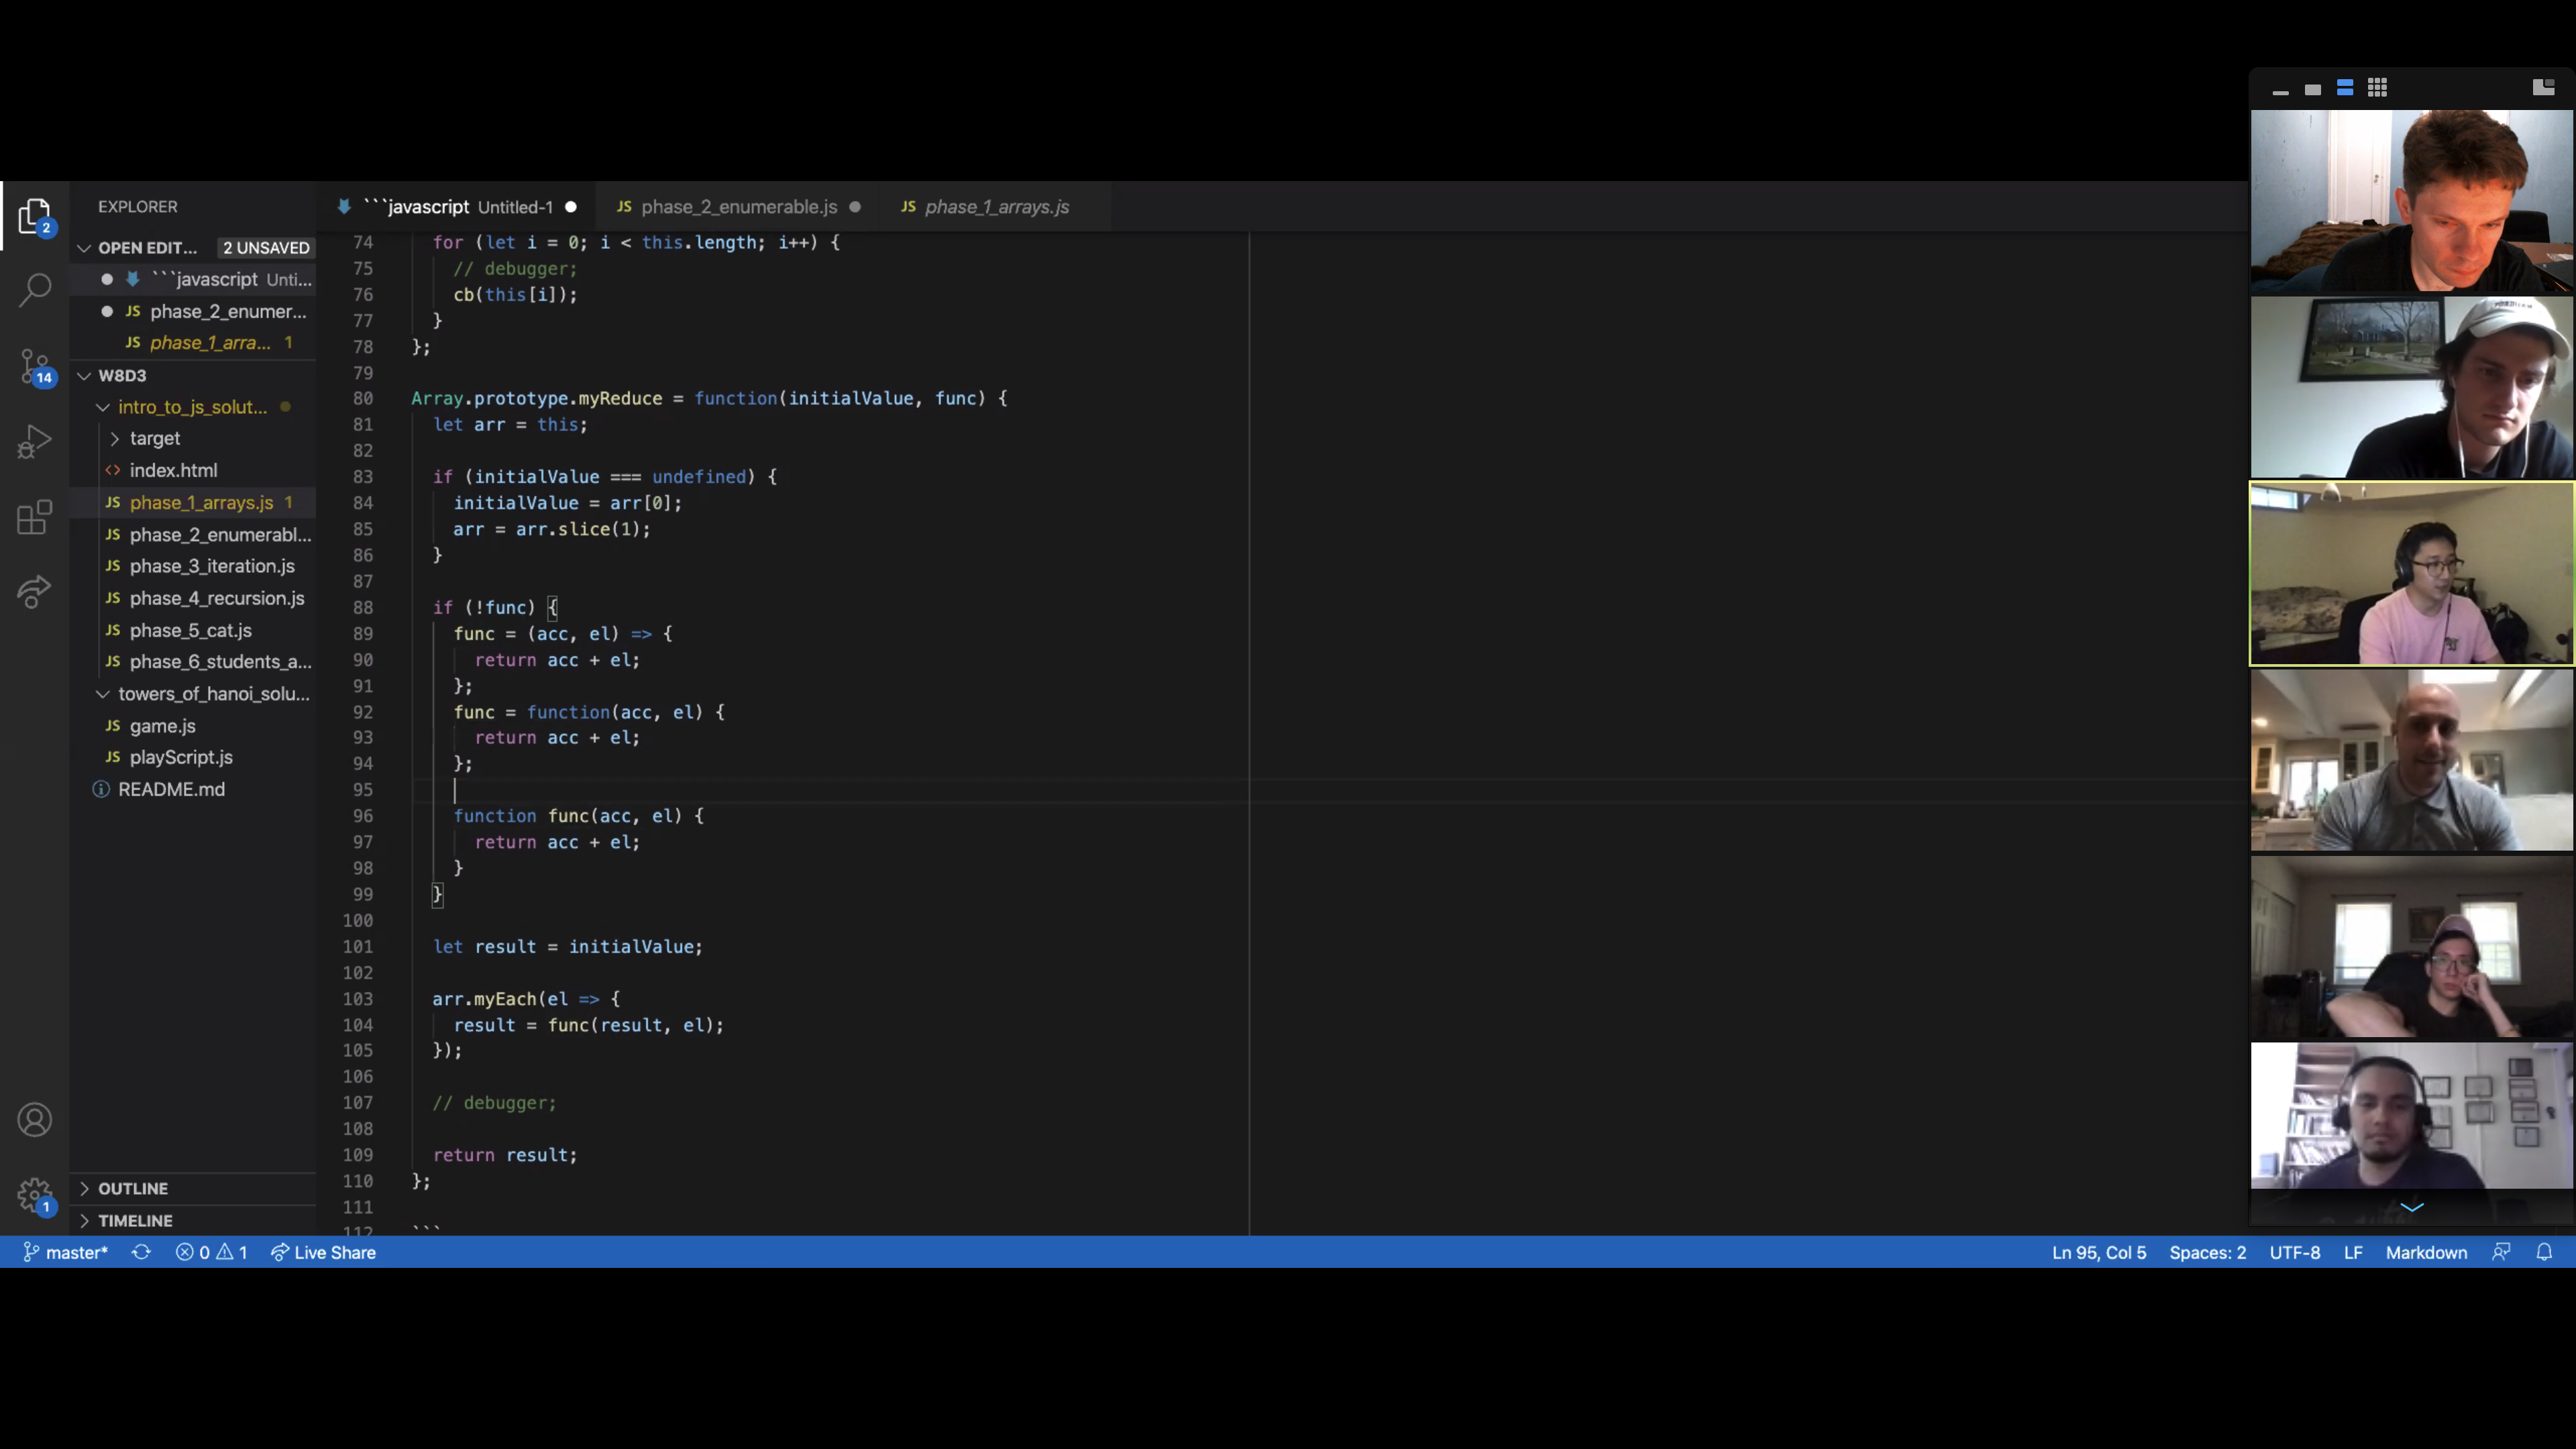 EXPLORER
OPEN EDIT... 2 UNSAVED
```javascript Unti...
JS phase_2_enumer...
JS phase_1_arra... 1
W8D3
intro_to_js_solut...
target
<> index.html
JS phase_1_arrays.js 1
JS phase_2_enumerabl...
JS phase_3_iteration.js
JS phase_4_recursion.js
JS phase_5_cat.js
JS phase_6_students_a...
towers_of_hanoi_solu...
JS game.js
JS playScript.js
README.md
OUTLINE
TIMELINE
2
14
1
```javascript Untitled-1
JS phase_2_enumerable.js
JS phase_1_arrays.js
74 for (let i = 0; i < this.length; i++) {
75 // debugger;
76 cb(this[i]);
77 }
78 };
79
80 Array.prototype.myReduce = function(initialValue, func) {
81 let arr = this;
82
83 if (initialValue === undefined) {
84 initialValue = arr[0];
85 arr = arr.slice(1);
86 }
87
88 if (!func) {
89 func = (acc, el) => {
90 return acc + el;
91 };
92 func = function(acc, el) {
93 return acc + el;
94 };
95
96 function func(acc, el) {
97 return acc + el;
98 }
99 }
100
101 let result = initialValue;
102
103 arr.myEach(el => {
104 result = func(result, el);
105 });
106
107 // debugger;
108
109 return result;
110 };
111
112 ```
master* 0 1 Live Share
Ln 95, Col 5 Spaces: 2 UTF-8 LF Markdown